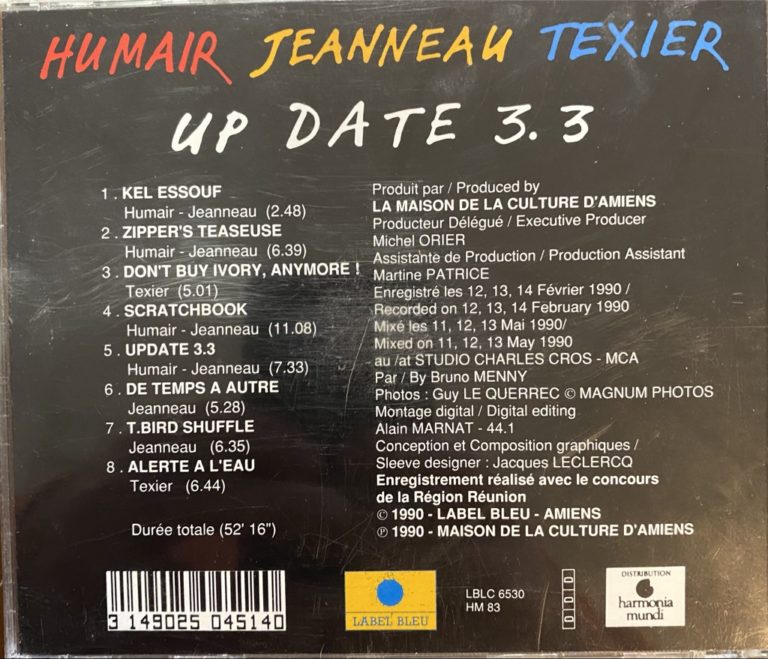 HUMAIR JEANNEAU TEXIER
UP DATE 3.3
1. KEL ESSOUF
Humair - Jeanneau (2.48)
2. ZIPPER'S TEASEUSE
Humair - Jeanneau (6.39)
3. DON'T BUY IVORY, ANYMORE !
Texier (5.01)
4. SCRATCHBOOK
Humair - Jeanneau (11.08)
5. UPDATE 3.3
Humair - Jeanneau (7.33)
6. DE TEMPS A AUTRE
Jeanneau (5.28)
7. T.BIRD SHUFFLE
Jeanneau (6.35)
8. ALERTE A L'EAU
Texier (6.44)
Durée totale (52' 16")
Produit par / Produced by
LA MAISON DE LA CULTURE D'AMIENS
Producteur Délégué / Executive Producer
Michel ORIER
Assistante de Production / Production Assistant
Martine PATRICE
Enregistré les 12, 13, 14 Février 1990 /
Recorded on 12, 13, 14 February 1990
Mixé les 11, 12, 13 Mai 1990/
Mixed on 11, 12, 13 May 1990
au /at STUDIO CHARLES CROS - MCA
Par / By Bruno MENNY
Photos : Guy LE QUERREC © MAGNUM PHOTOS
Montage digital / Digital editing
Alain MARNAT - 44.1
Conception et Composition graphiques /
Sleeve designer : Jacques LECLERCQ
Enregistrement réalisé avec le concours
de la Région Réunion
© 1990 - LABEL BLEU - AMIENS
℗ 1990 - MAISON DE LA CULTURE D'AMIENS
3 149025 045140
LABEL BLEU
LBLC 6530
HM 83
DDD
DISTRIBUTION
harmonia
mundi